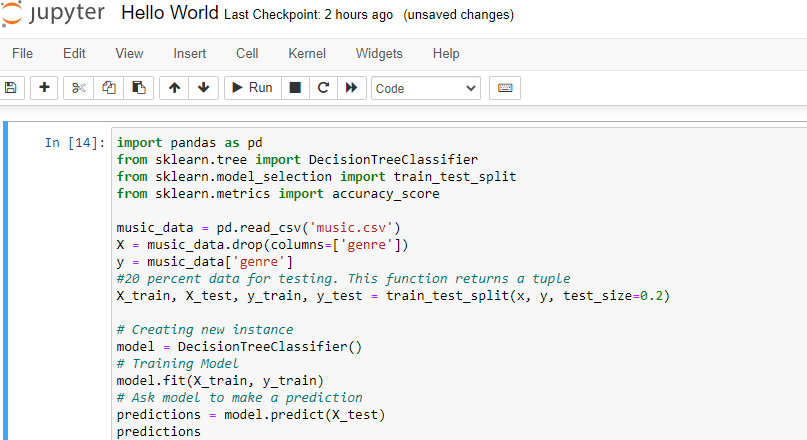 jupyter Hello World Last Checkpoint: 2 hours ago (unsaved changes)
File Edit View Insert Cell Kernel Widgets Help
Run Code
In [14]: import pandas as pd
from sklearn.tree import DecisionTreeClassifier
from sklearn.model_selection import train_test_split
from sklearn.metrics import accuracy_score
music_data = pd.read_csv('music.csv')
X = music_data.drop(columns=['genre'])
y = music_data['genre']
#20 percent data for testing. This function returns a tuple
X_train, X_test, y_train, y_test = train_test_split(x, y, test_size=0.2)
# Creating new instance
model = DecisionTreeClassifier()
# Training Model
model.fit(X_train, y_train)
# Ask model to make a prediction
predictions = model.predict(X_test)
predictions